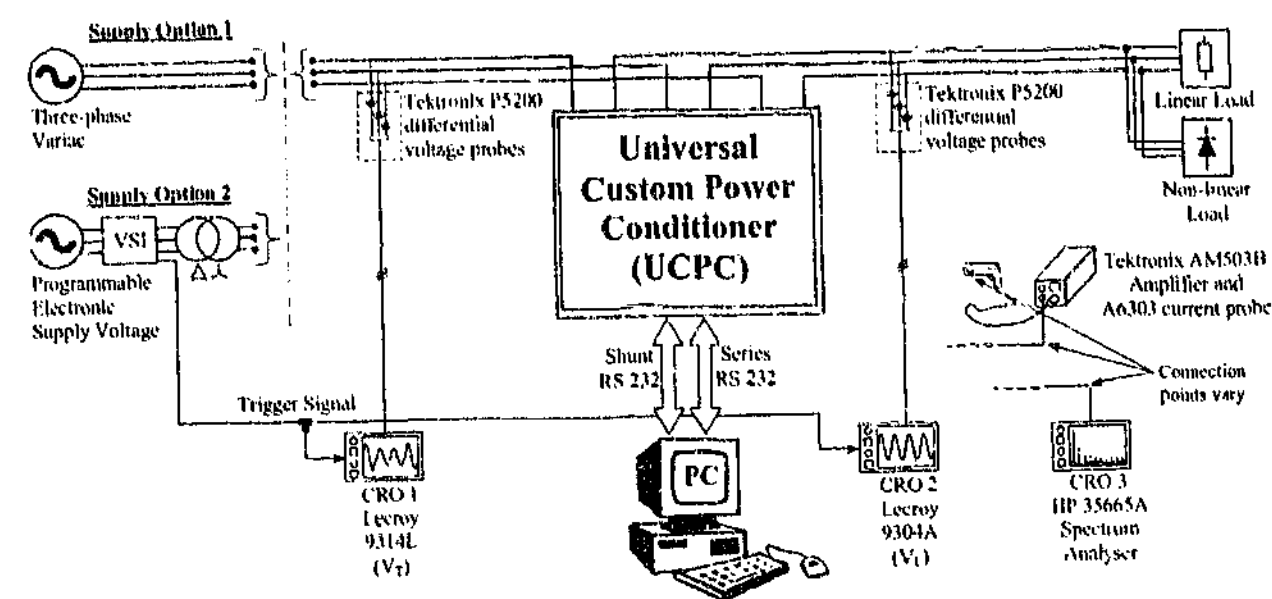 Supply Option 1
Three-phase
Variac
Tektronix P5200
differential
voltage probes
Universal
Custom Power
Conditioner
(UCPC)
Tektronix P5200
differential
voltage probes
Linear Load
Non-linear
Load
Supply Option 2
VSI
Programmable
Electronic
Supply Voltage
Tektronix AM503B
Amplifier and
A6303 current probe
Connection
points vary
Shunt
RS 232
Series
RS 232
Trigger Signal
PC
CRO 1
Lecroy
9314L
(VT)
CRO 2
Lecroy
9304A
(VL)
CRO 3
HP 35665A
Spectrum
Analyser